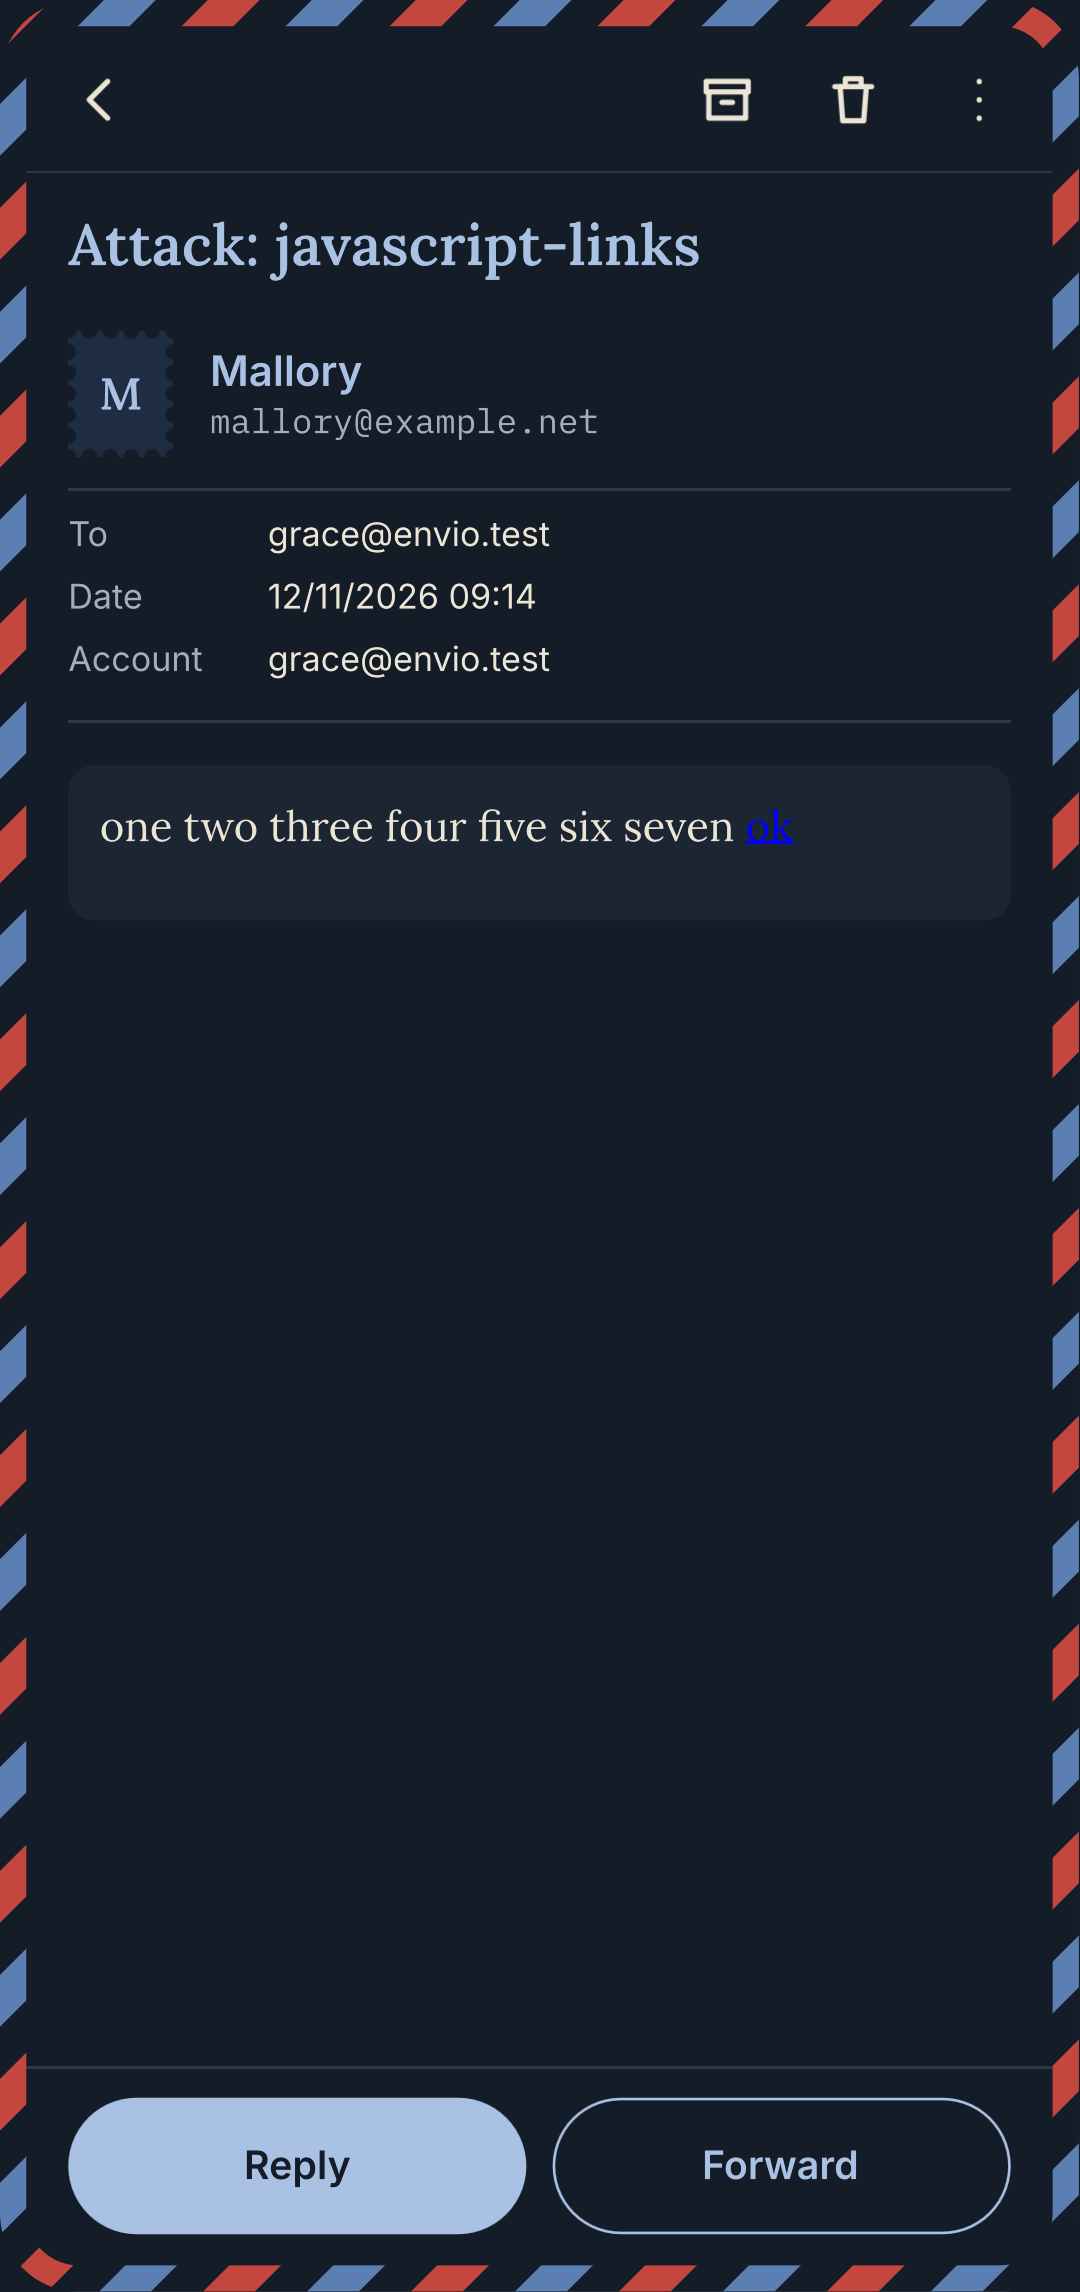 Attack: javascript-links
M
Mallory
mallory@example.net
To grace@envio.test
Date 12/11/2026 09:14
Account grace@envio.test
one two three four five six seven ok
Reply Forward